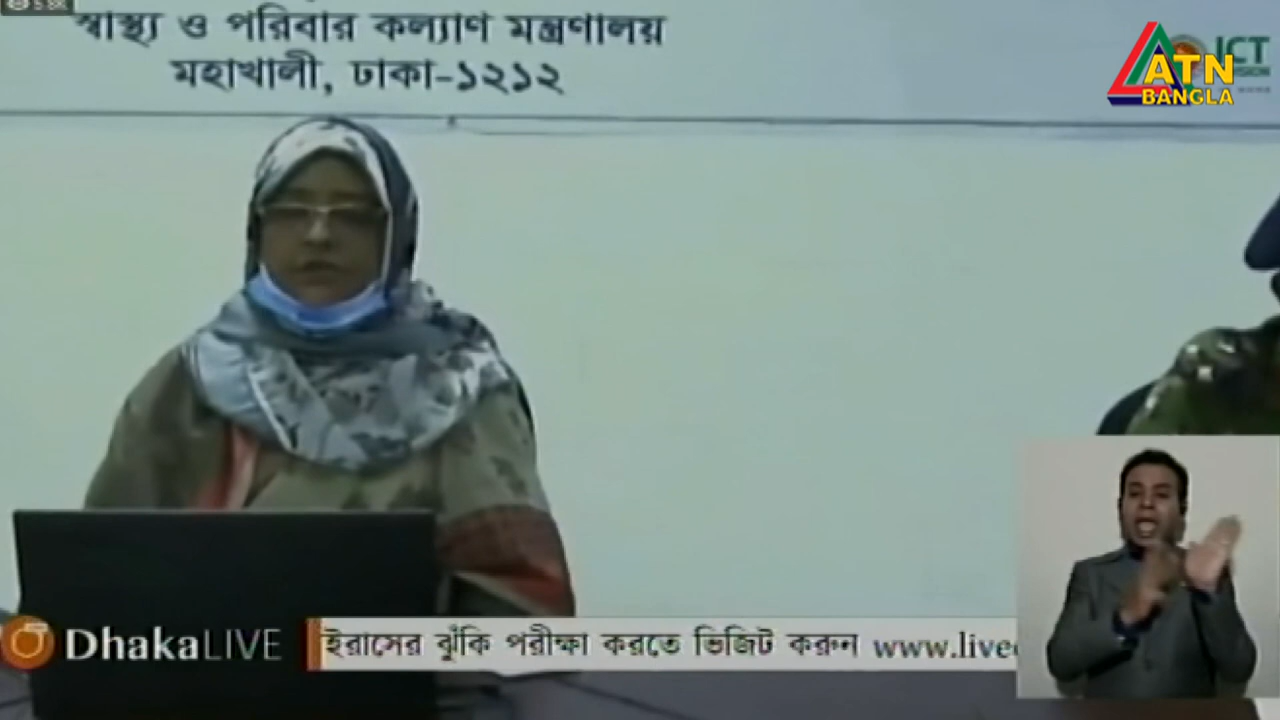 স্বাস্থ্য ও পরিবার কল্যাণ মন্ত্রণালয়
মহাখালী, ঢাকা-১২১২
ICT
ATN
BANGLA
DhakaLIVE
ইরাসের ঝুঁকি পরীক্ষা করতে ভিজিট করুন www.live